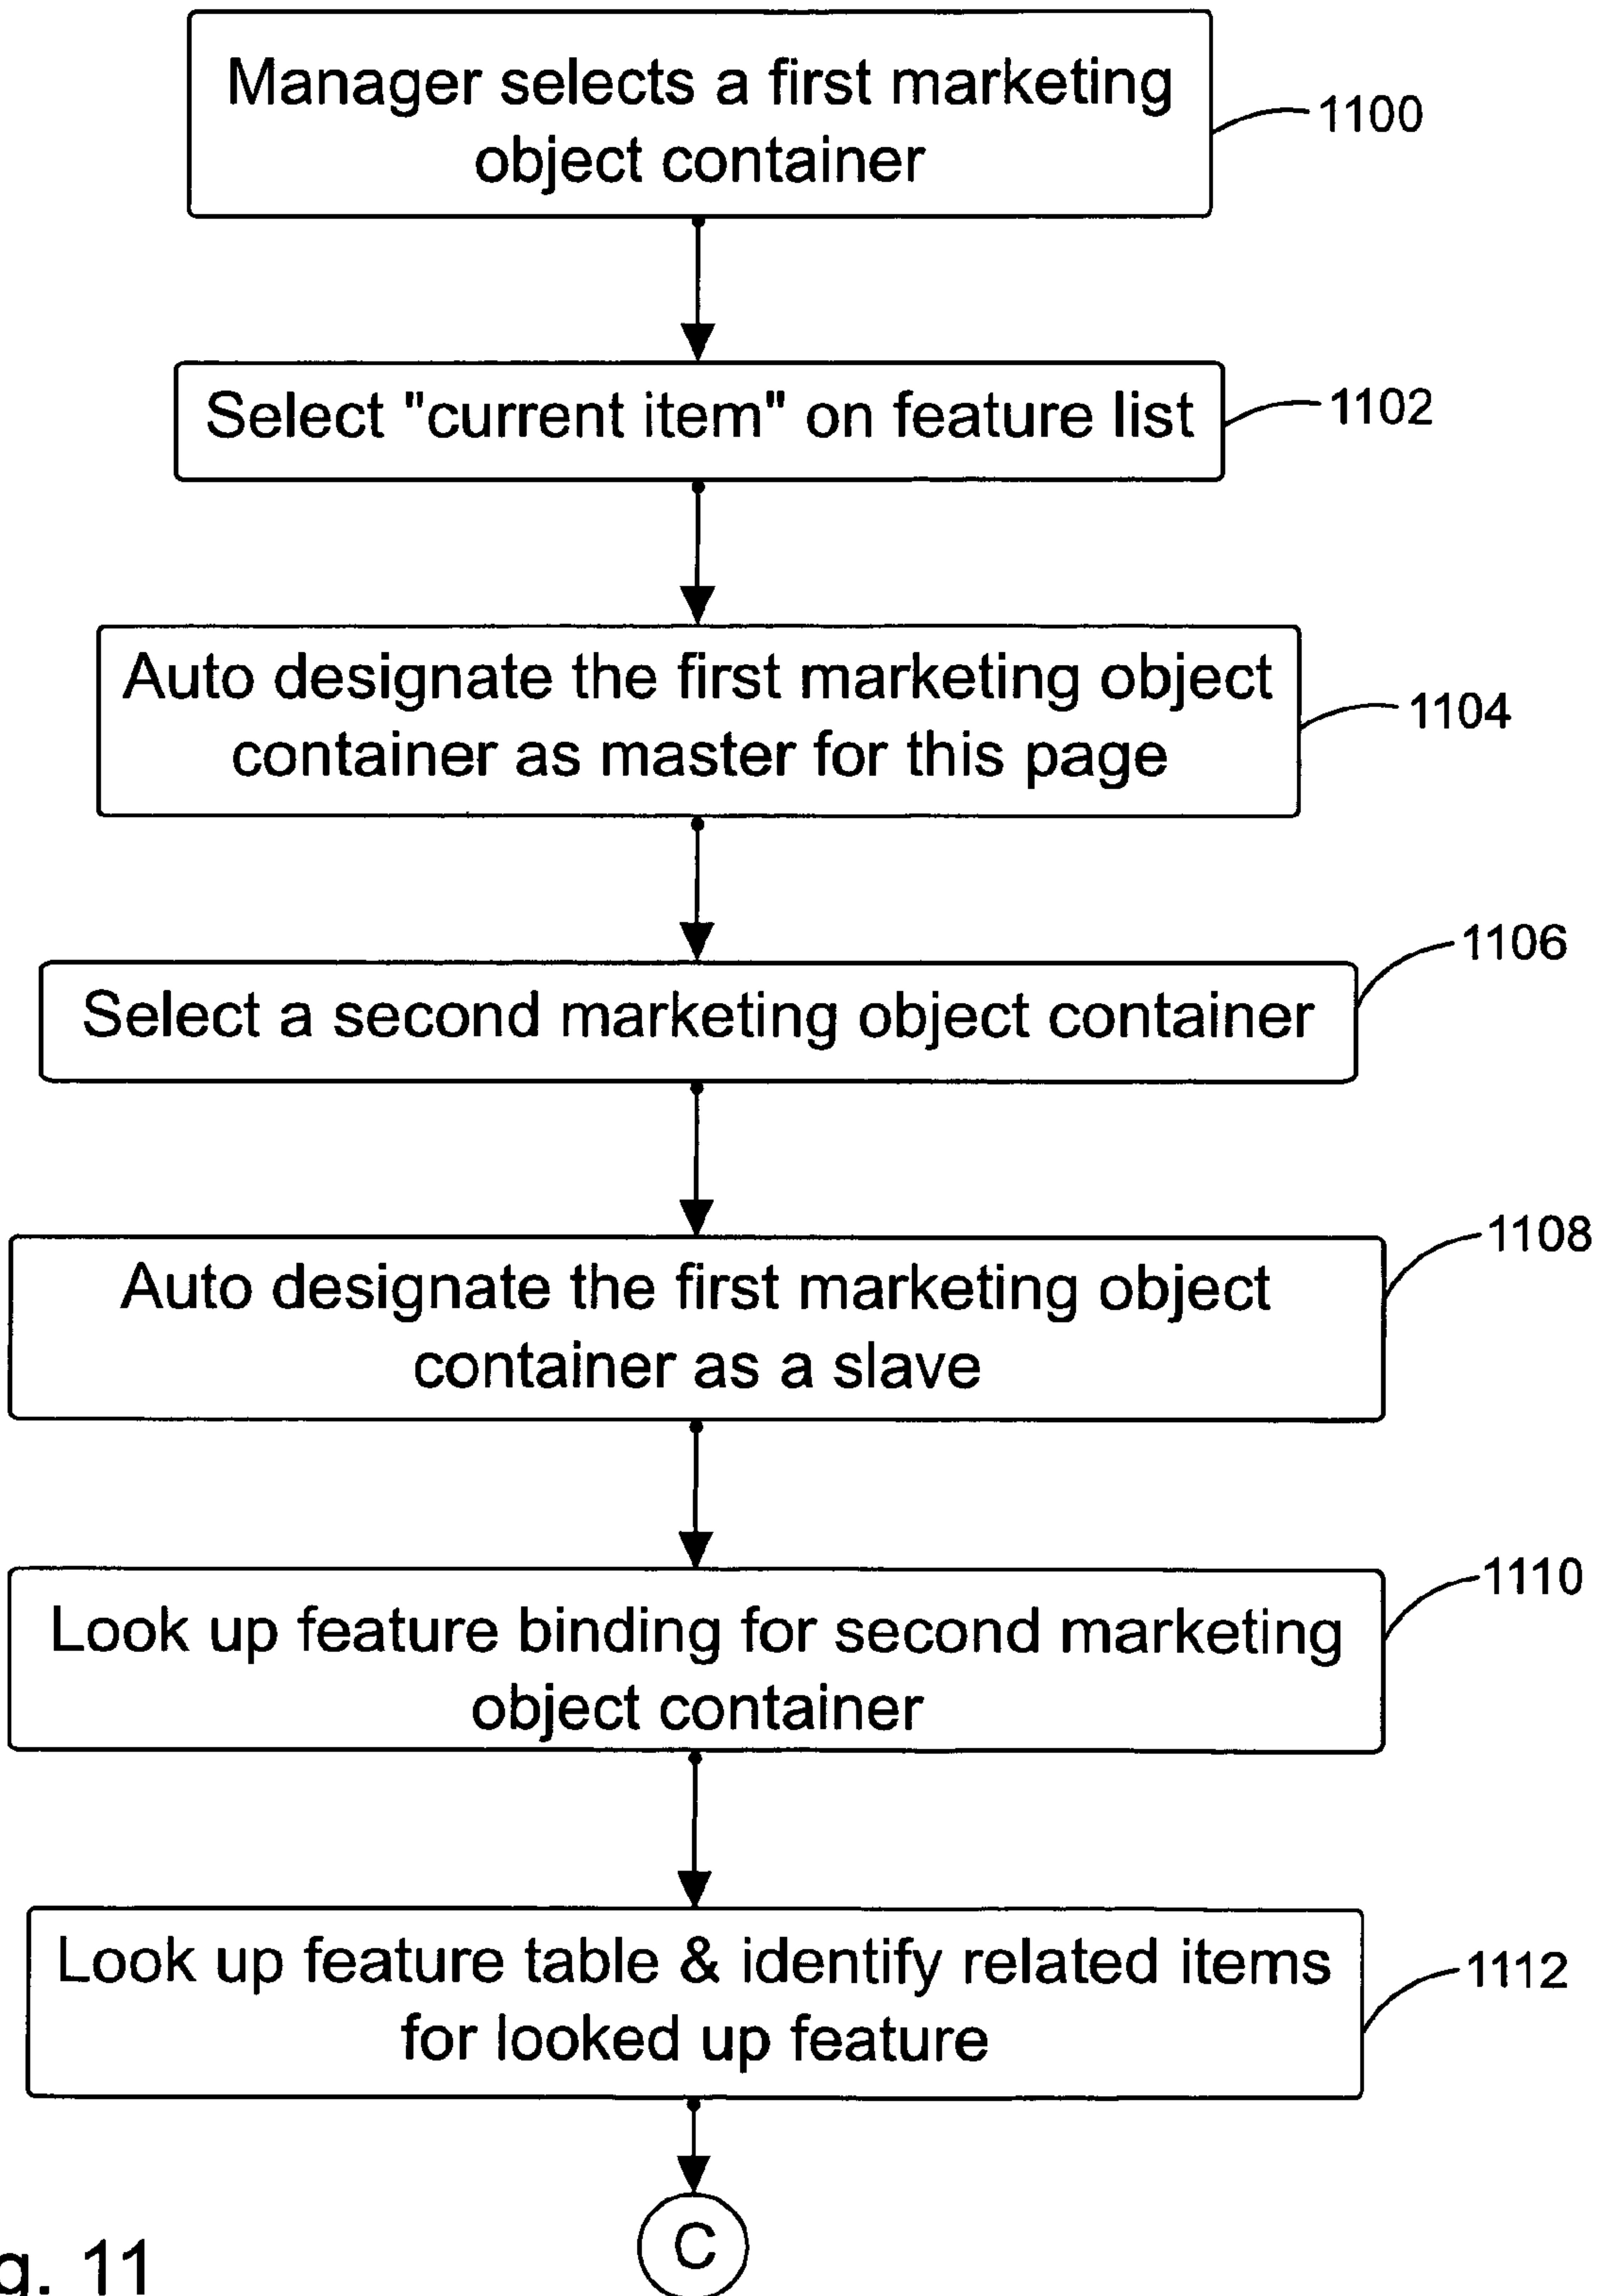 Manager selects a first marketing
object container
1100
Select "current item" on feature list
1102
Auto designate the first marketing object
container as master for this page
1104
1106
Select a second marketing object container
1108
Auto designate the first marketing object
container as a slave
1110
Look up feature binding for second marketing
object container
Look up feature table & identify related items
for looked up feature
1112
C
g. 11